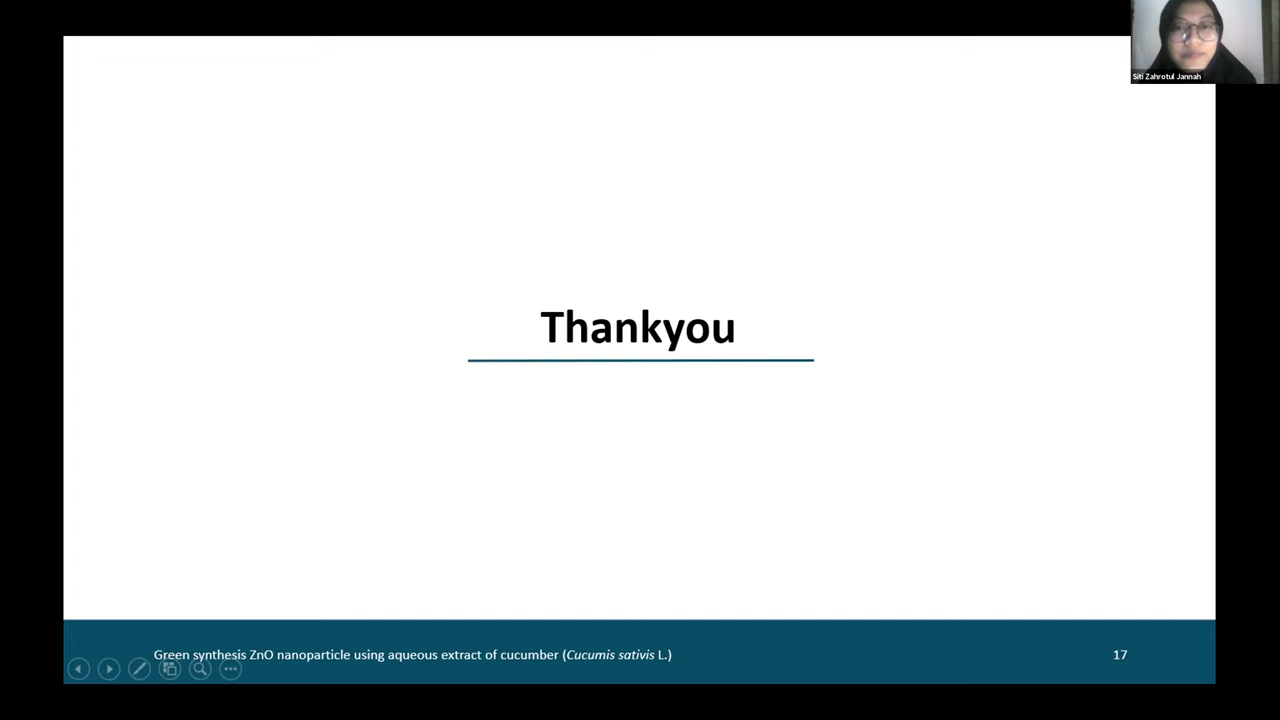 Siti Zahrotul Jannah
Thankyou
Green synthesis ZnO nanoparticle using aqueous extract of cucumber (Cucumis sativis L.)
17